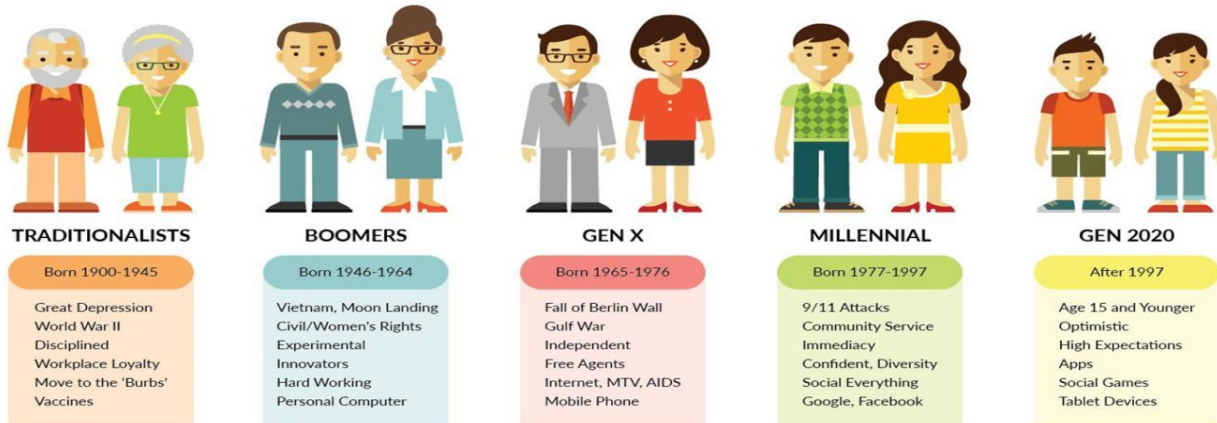 TRADITIONALISTS
Born 1900-1945
Great Depression
World War II
Disciplined
Workplace Loyalty
Move to the ‘Burbs’
Vaccines
BOOMERS
Born 1946-1964
Vietnam, Moon Landing
Civil/Women's Rights
Experimental
Innovators
Hard Working
Personal Computer
GEN X
Born 1965-1976
Fall of Berlin Wall
Gulf War
Independent
Free Agents
Internet, MTV, AIDS
Mobile Phone
MILLENNIAL
Born 1977-1997
9/11 Attacks
Community Service
Immediacy
Confident, Diversity
Social Everything
Google, Facebook
GEN 2020
After 1997
Age 15 and Younger
Optimistic
High Expectations
Apps
Social Games
Tablet Devices